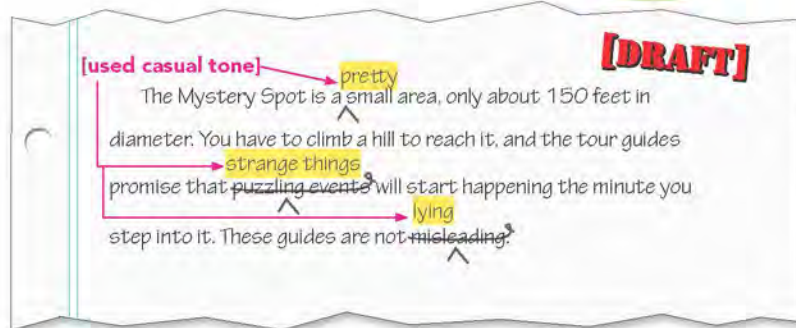 [DRAFT]
[used casual tone]
pretty
The Mystery Spot is a small area, only about 150 feet in
diameter. You have to climb a hill to reach it, and the tour guides
strange things
promise that puzzling events will start happening the minute you
lying
step into it. These guides are not misleading.